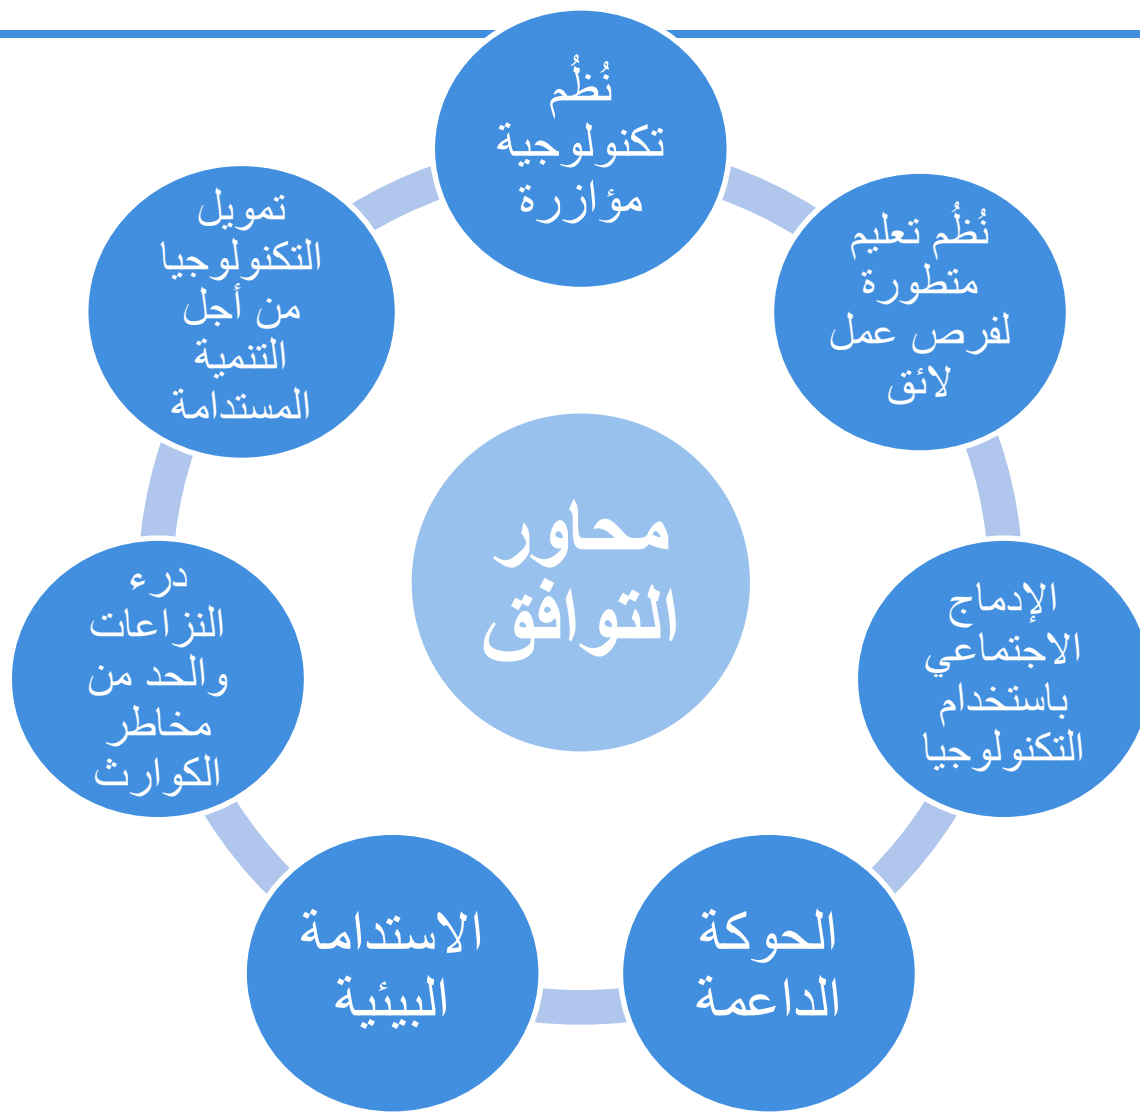 نُظُم
تكنولوجية
مؤازرة
نُظُم تعليم
متطورة
لفرص عمل
لائق
الإدماج
الاجتماعي
باستخدام
التكنولوجيا
الحوكة
الداعمة
الاستدامة
البيئية
درء
النزاعات
والحد من
مخاطر
الكوارث
تمويل
التكنولوجيا
من أجل
التنمية
المستدامة
محاور
التوافق